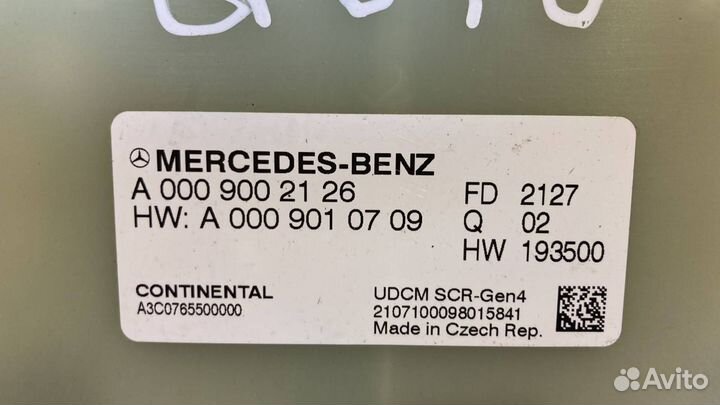 MERCEDES-BENZ
A 000 900 21 26
HW: A 000 901 07 09
FD 2127
Q 02
HW 193500
CONTINENTAL
A3C0765500000
UDCM SCR-Gen4
2107100098015841
Made in Czech Rep.
Avito